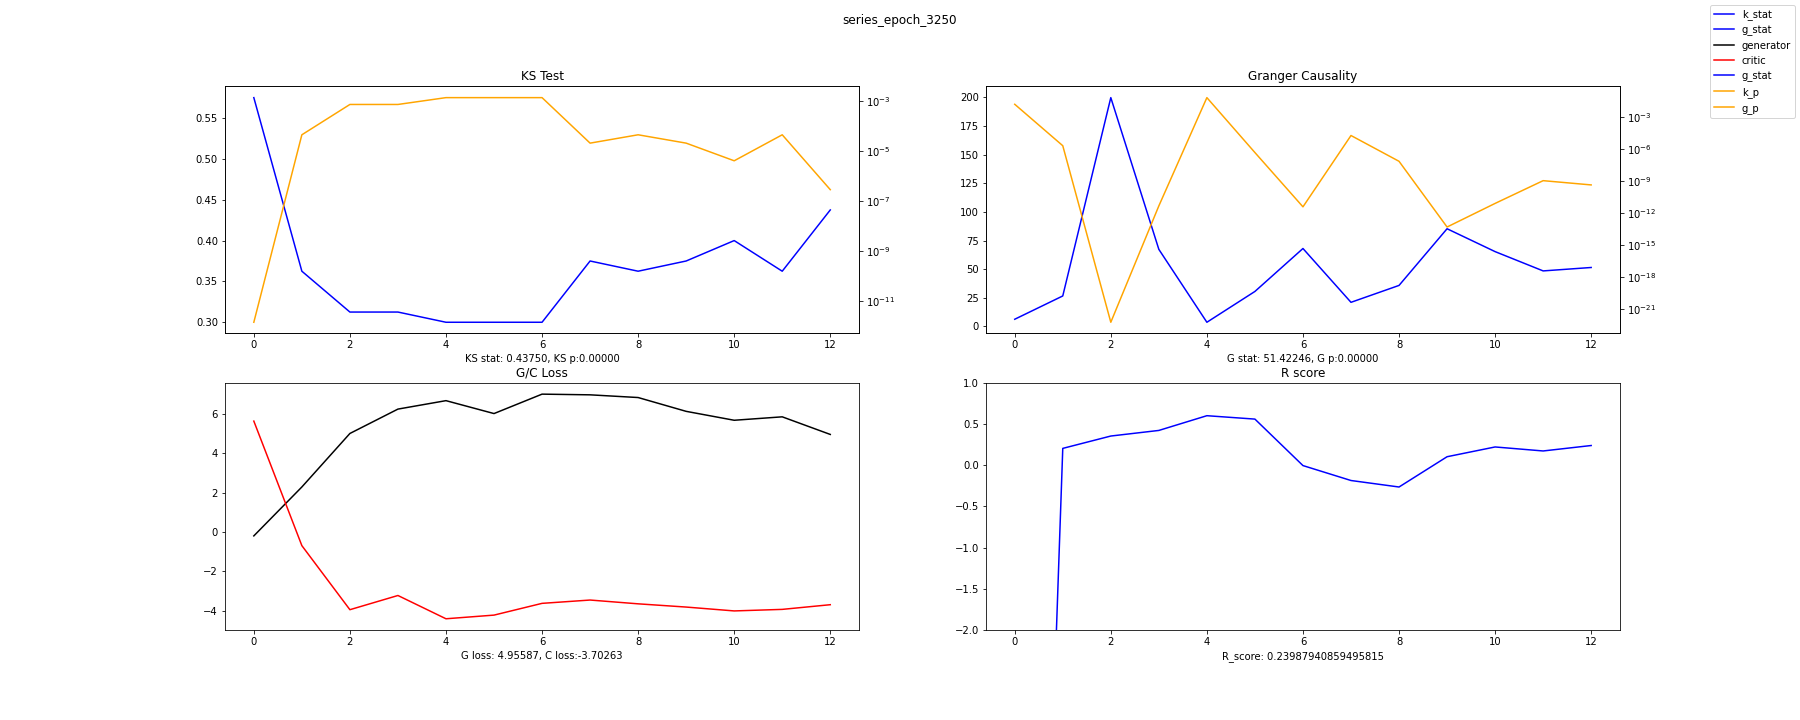 series_epoch_3250
k_stat
g_stat
generator
critic
g_stat
k_p
g_p
KS Test
0.55
0.50
0.45
0.40
0.35
0.30
10⁻³
10⁻⁵
10⁻⁷
10⁻⁹
10⁻¹¹
0 2 4 6 8 10 12
KS stat: 0.43750, KS p:0.00000
Granger Causality
200
175
150
125
100
75
50
25
0
10⁻³
10⁻⁶
10⁻⁹
10⁻¹²
10⁻¹⁵
10⁻¹⁸
10⁻²¹
0 2 4 6 8 10 12
G stat: 51.42246, G p:0.00000
G/C Loss
6
4
2
0
−2
−4
0 2 4 6 8 10 12
G loss: 4.95587, C loss:-3.70263
R score
1.0
0.5
0.0
−0.5
−1.0
−1.5
−2.0
0 2 4 6 8 10 12
R_score: 0.23987940859495815